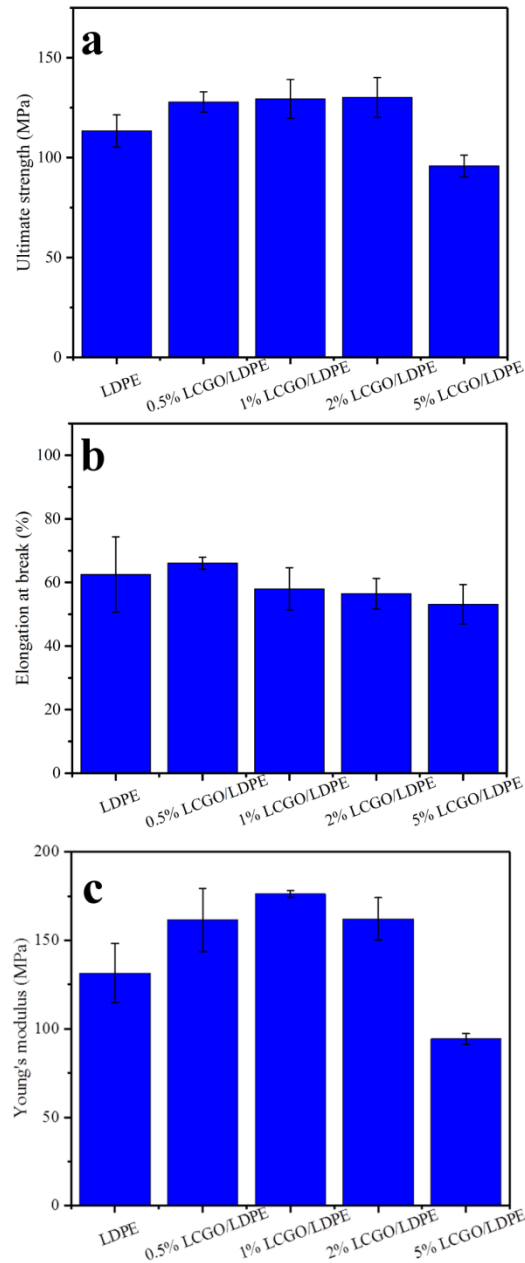 a
Ultimate strength (MPa)
150
100
50
0
LDPE
0.5% LCGO/LDPE
1% LCGO/LDPE
2% LCGO/LDPE
5% LCGO/LDPE
b
Elongation at break (%)
100
80
60
40
20
0
LDPE
0.5% LCGO/LDPE
1% LCGO/LDPE
2% LCGO/LDPE
5% LCGO/LDPE
c
Young's modulus (MPa)
200
150
100
50
0
LDPE
0.5% LCGO/LDPE
1% LCGO/LDPE
2% LCGO/LDPE
5% LCGO/LDPE